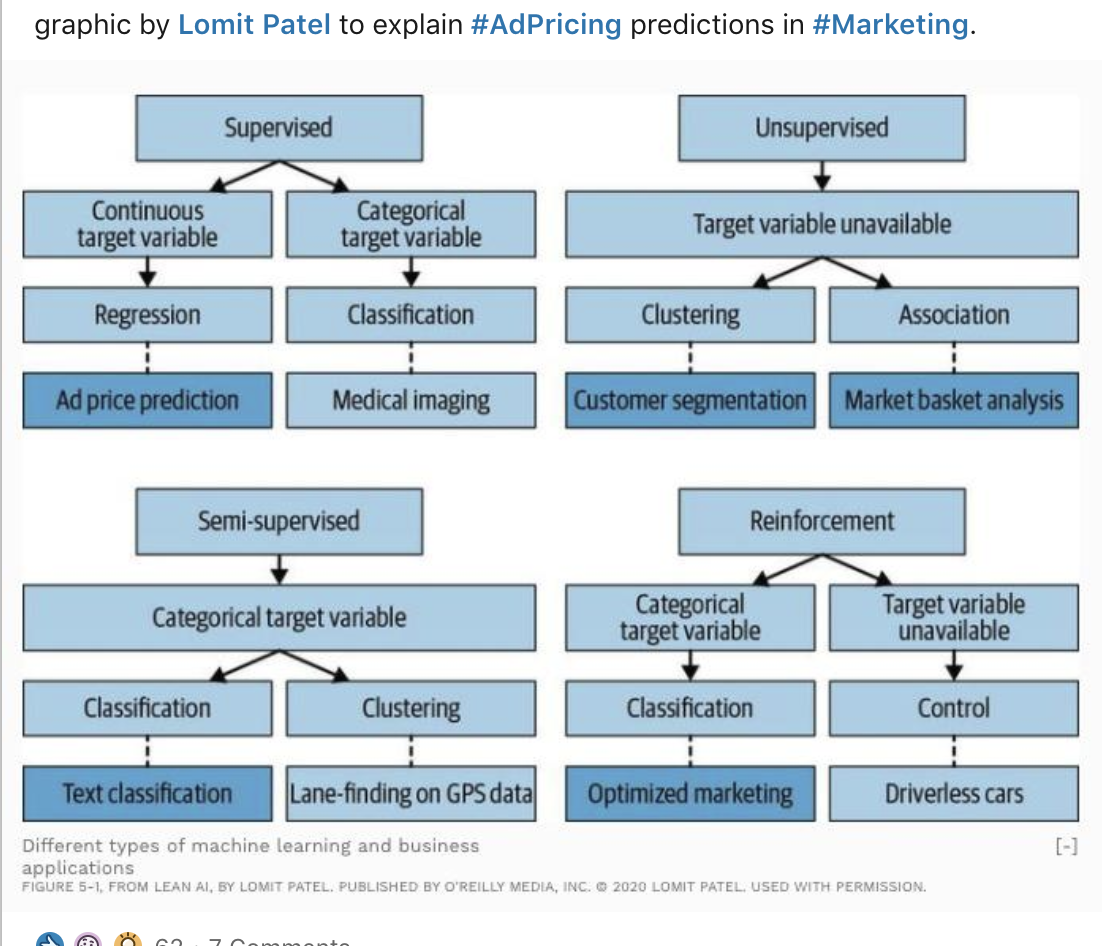 graphic by Lomit Patel to explain #AdPricing predictions in #Marketing.
Supervised
Continuous
target variable
Categorical
target variable
Regression
Classification
Ad price prediction
Medical imaging
Unsupervised
Target variable unavailable
Clustering
Association
Customer segmentation
Market basket analysis
Semi-supervised
Categorical target variable
Classification
Clustering
Text classification
Lane-finding on GPS data
Reinforcement
Categorical
target variable
Target variable
unavailable
Classification
Control
Optimized marketing
Driverless cars
Different types of machine learning and business
applications
[-]
FIGURE 5-1, FROM LEAN AI, BY LOMIT PATEL. PUBLISHED BY O'REILLY MEDIA, INC. © 2020 LOMIT PATEL. USED WITH PERMISSION.
62 · 7 Comments